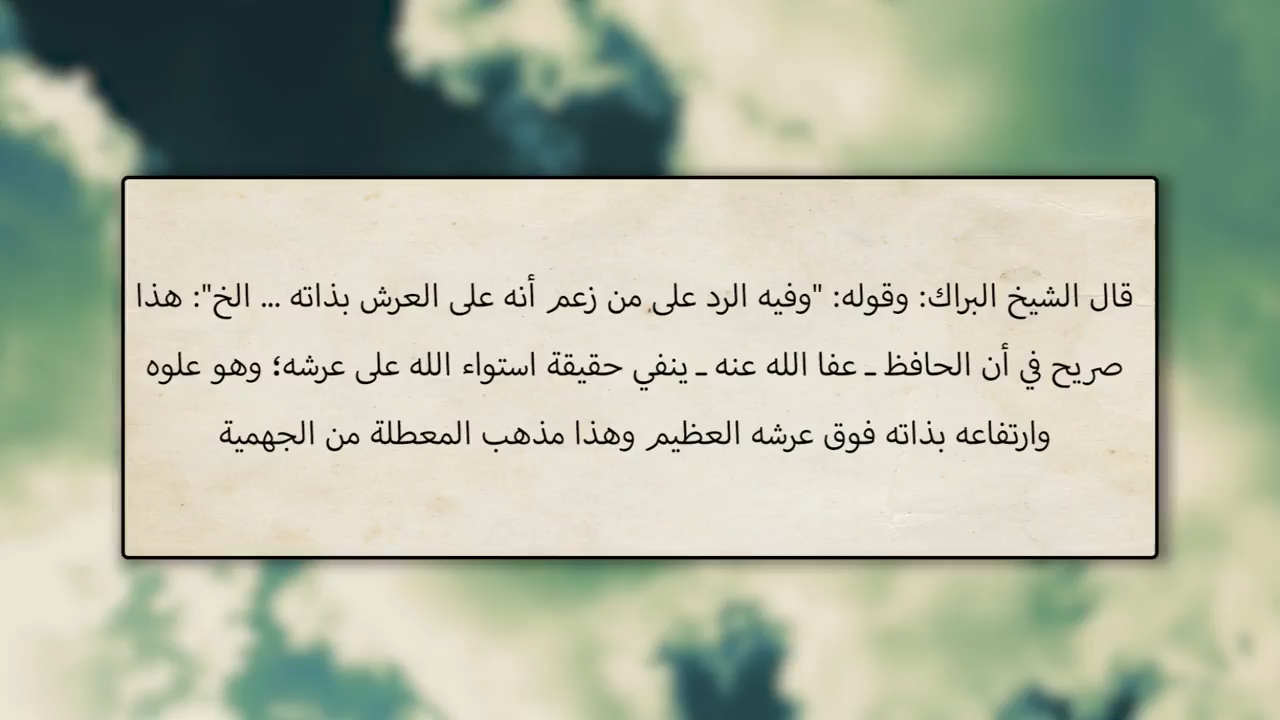 قال الشيخ البراك: وقوله: "وفيه الرد على من زعم أنه على العرش بذاته ... الخ": هذا
صريح في أن الحافظ ـ عفا الله عنه ـ ينفي حقيقة استواء الله على عرشه؛ وهو علوه
وارتفاعه بذاته فوق عرشه العظيم وهذا مذهب المعطلة من الجهمية